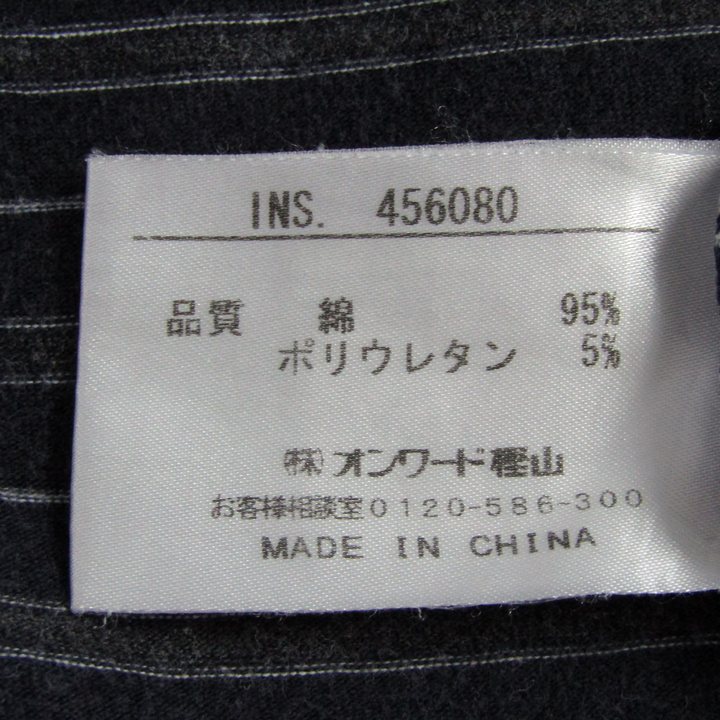 INS. 456080
品質 綿 95%
ポリウレタン 5%
㈱オンワード樫山
お客様相談室0120-586-300
MADE IN CHINA